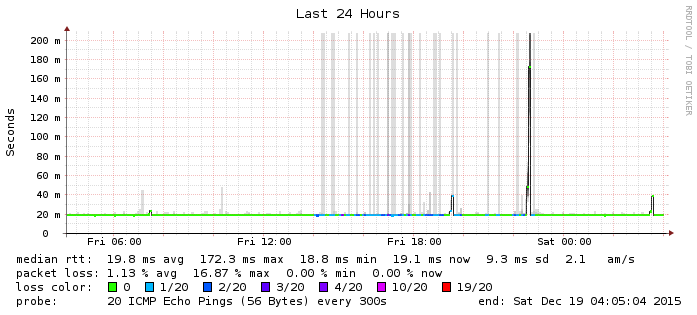 Last 24 Hours
RRDTOOL / TOBI OETIKER
Seconds
200 m
180 m
160 m
140 m
120 m
100 m
80 m
60 m
40 m
20 m
0
Fri 06:00 Fri 12:00 Fri 18:00 Sat 00:00
median rtt: 19.8 ms avg 172.3 ms max 18.8 ms min 19.1 ms now 9.3 ms sd 2.1 am/s
packet loss: 1.13 % avg 16.87 % max 0.00 % min 0.00 % now
loss color: 0 1/20 2/20 3/20 4/20 10/20 19/20
probe: 20 ICMP Echo Pings (56 Bytes) every 300s end: Sat Dec 19 04:05:04 2015